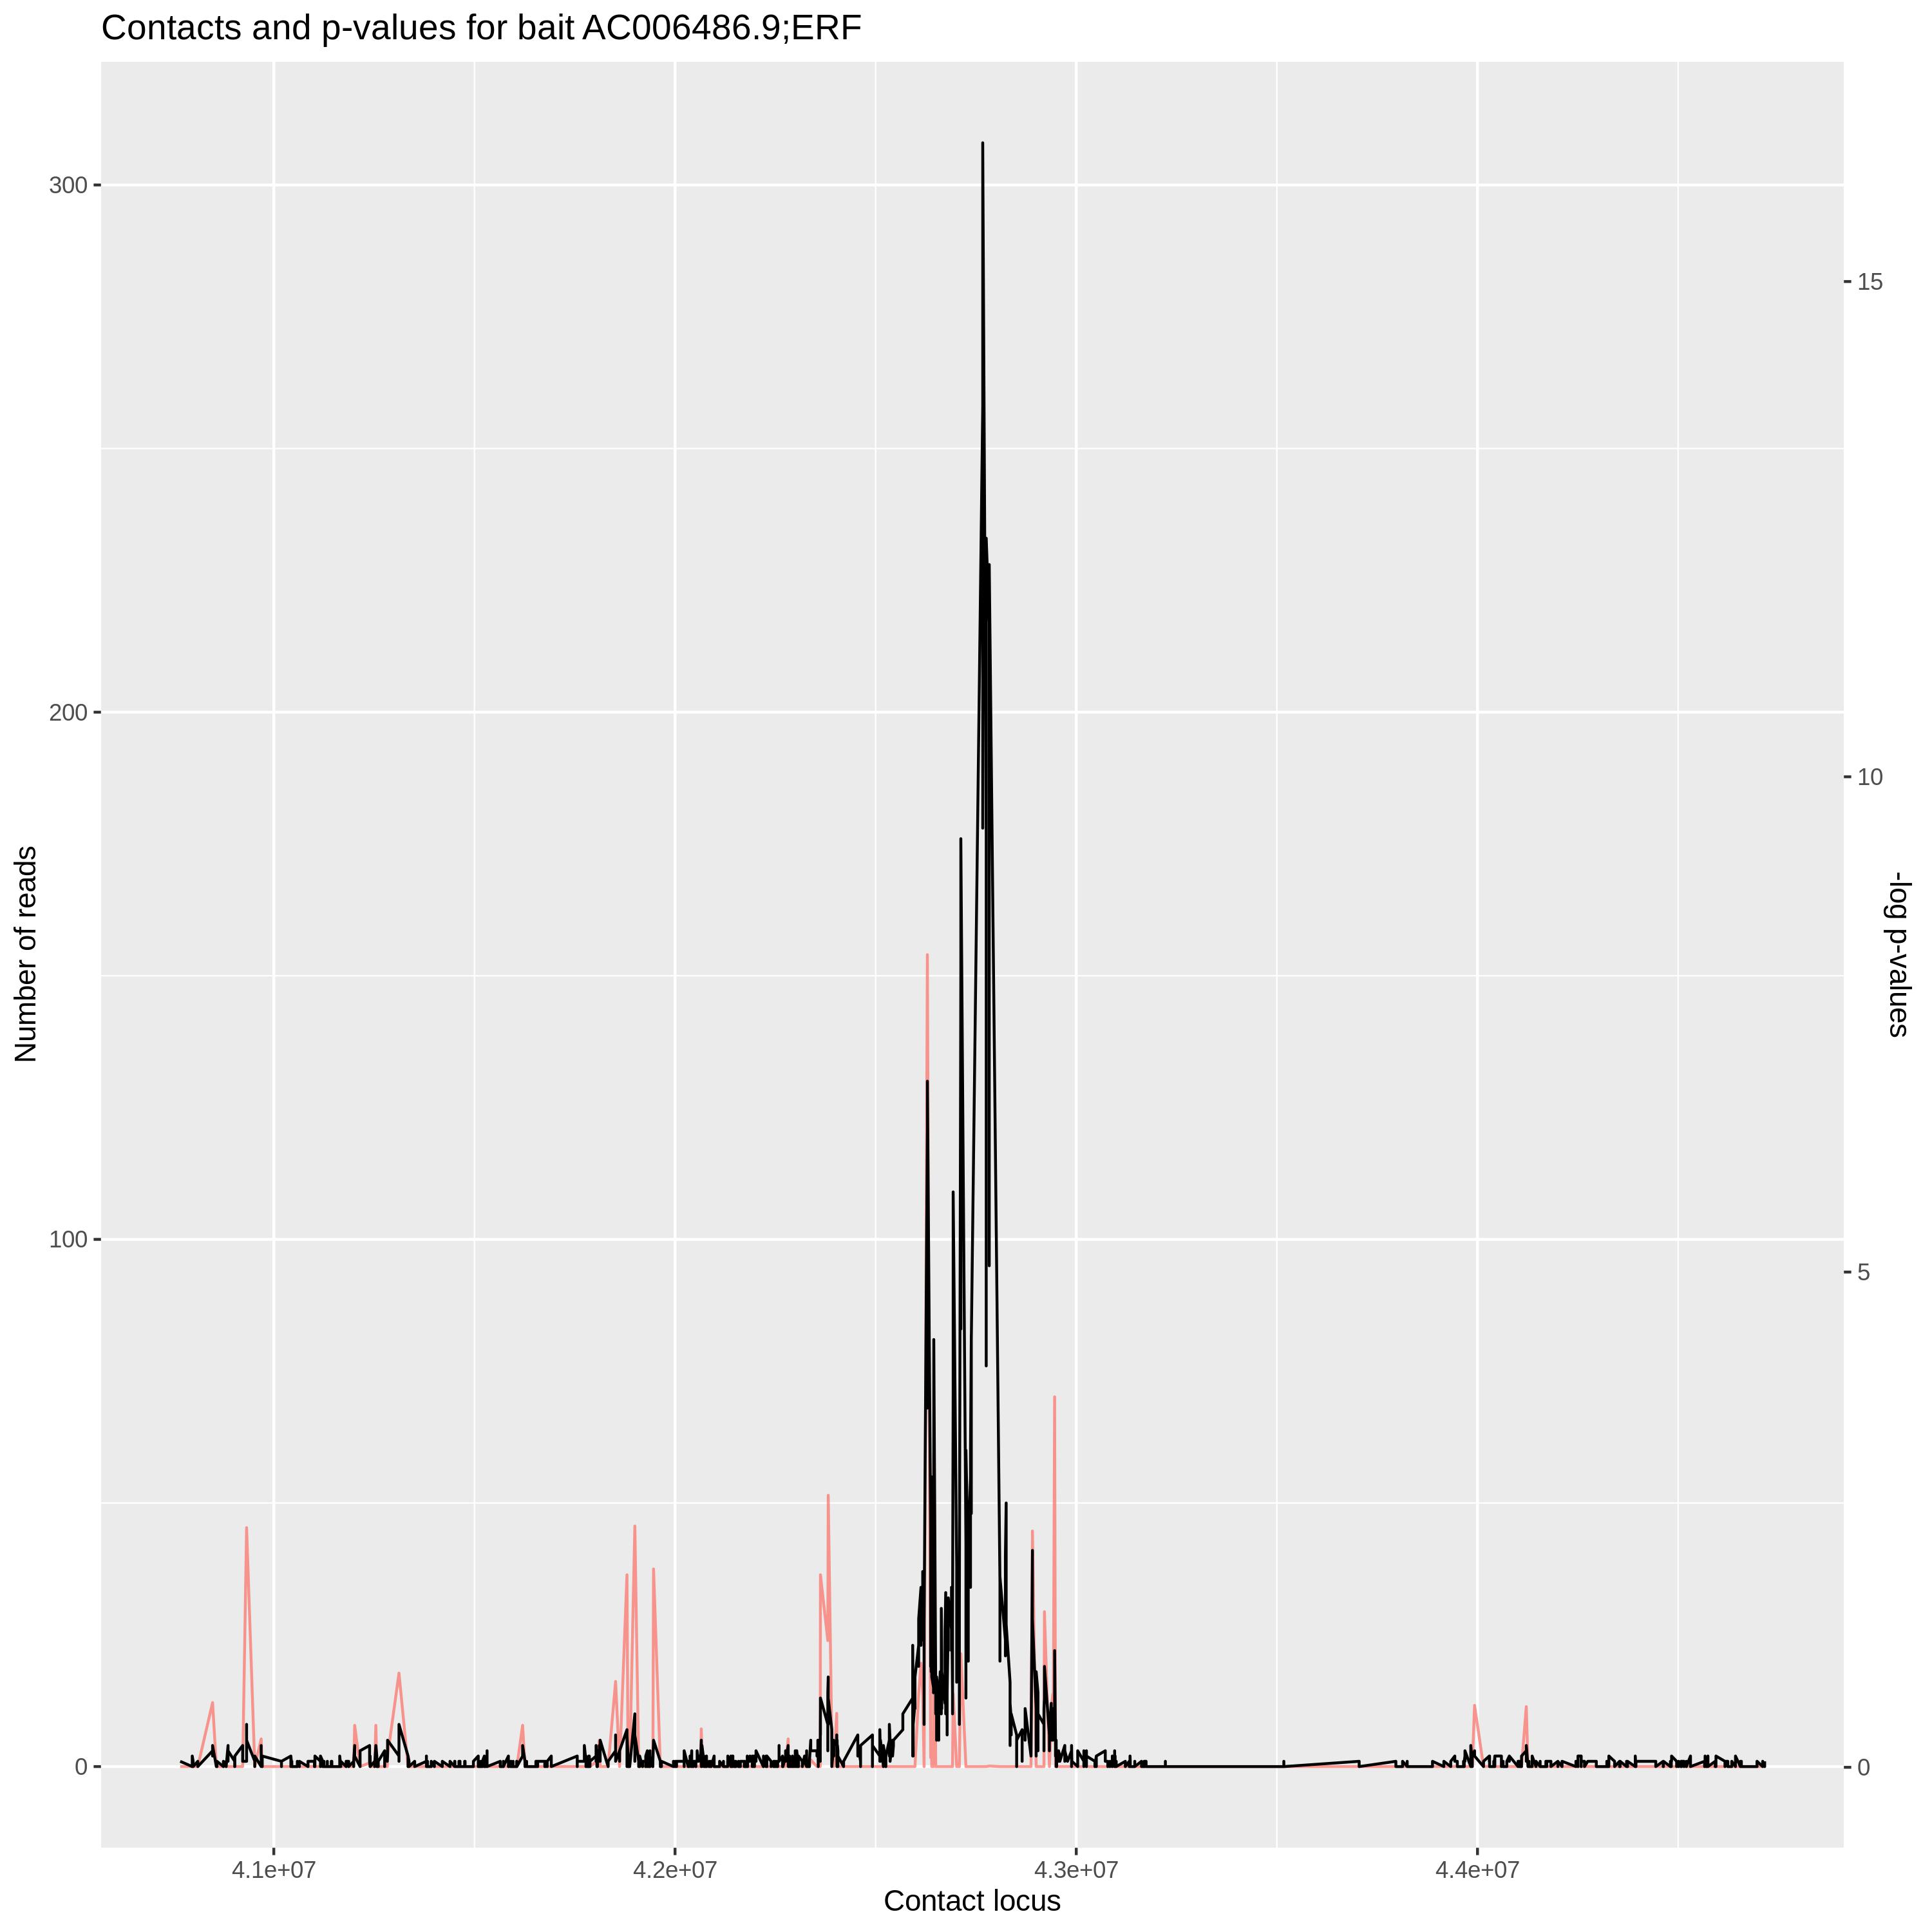 Contacts and p-values for bait AC006486.9;ERF
300
200
100
0
Number of reads
15
10
5
0
-log p-values
4.1e+07
4.2e+07
4.3e+07
4.4e+07
Contact locus